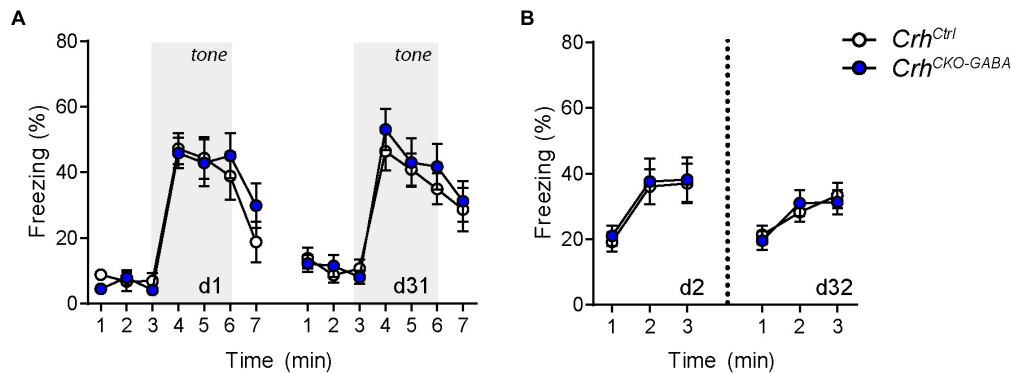 A
Freezing (%)
80
60
40
20
0
tone
tone
d1
d31
1 2 3 4 5 6 7 1 2 3 4 5 6 7
Time (min)
B
Freezing (%)
80
60
40
20
0
d2
d32
1 2 3 1 2 3
Time (min)
Crh^Ctrl
Crh^CKO-GABA